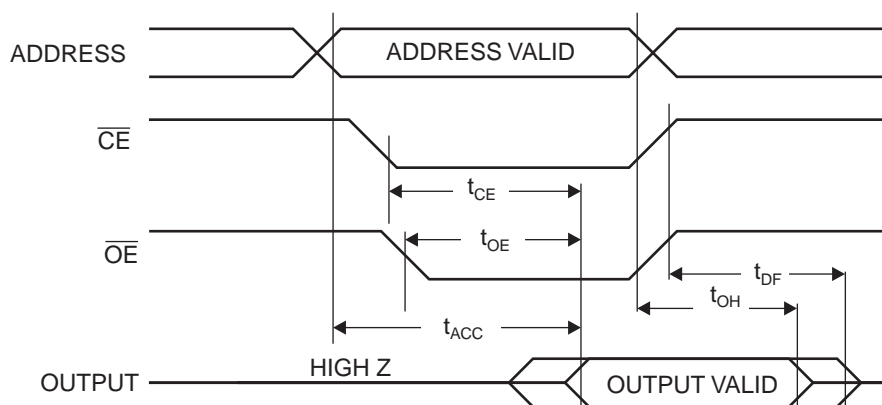 ADDRESS
ADDRESS VALID
CE
tCE
OE
tOE
tDF
tOH
tACC
HIGH Z
OUTPUT
OUTPUT VALID